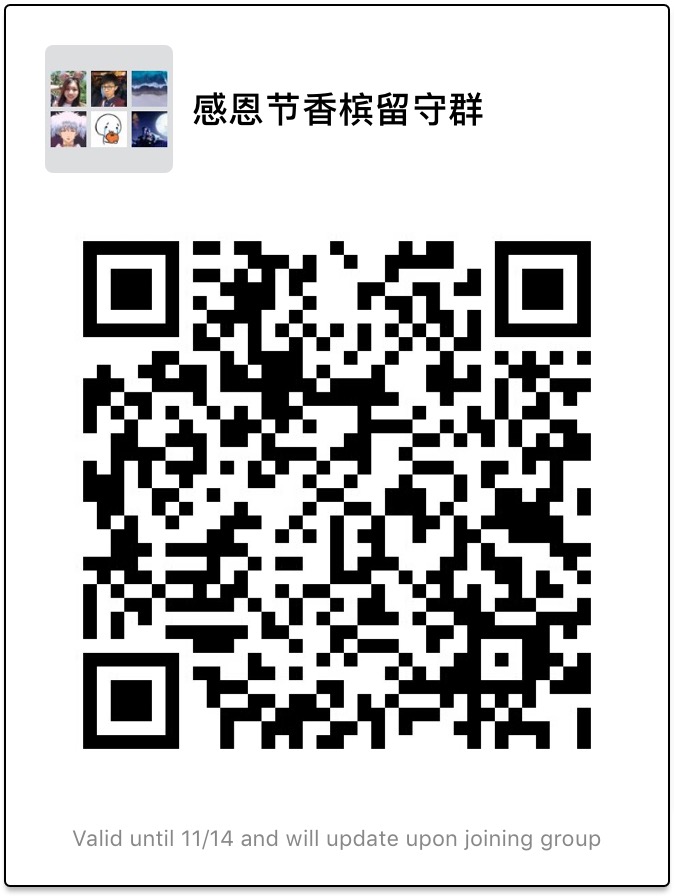 感恩节香槟留守群
Valid until 11/14 and will update upon joining group